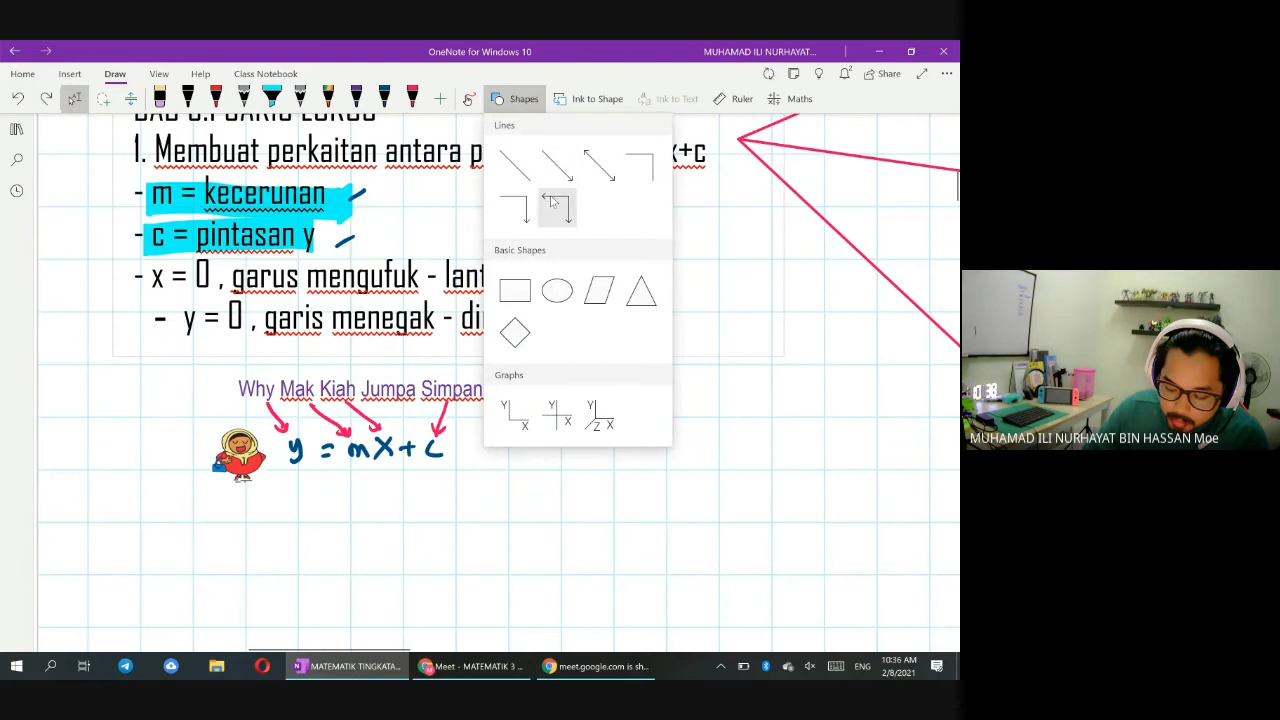 OneNote for Windows 10
MUHAMAD ILI NURHAYAT...
Home Insert Draw View Help Class Notebook
Share
Shapes Ink to Shape Ink to Text Ruler Maths
Lines
Basic Shapes
Graphs
Y X Y X Y Z X
1. Membuat perkaitan antara p x+c
- m = kecerunan
- c = pintasan y
- x = 0 , garus mengufuk - lant
- y = 0 , garis menegak - di
Why Mak Kiah Jumpa Simpan
y = mx + c
MUHAMAD ILI NURHAYAT BIN HASSAN Moe
MATEMATIK TINGKATA...
Meet - MATEMATIK 3 ...
meet.google.com is sh...
ENG
10:36 AM
2/8/2021